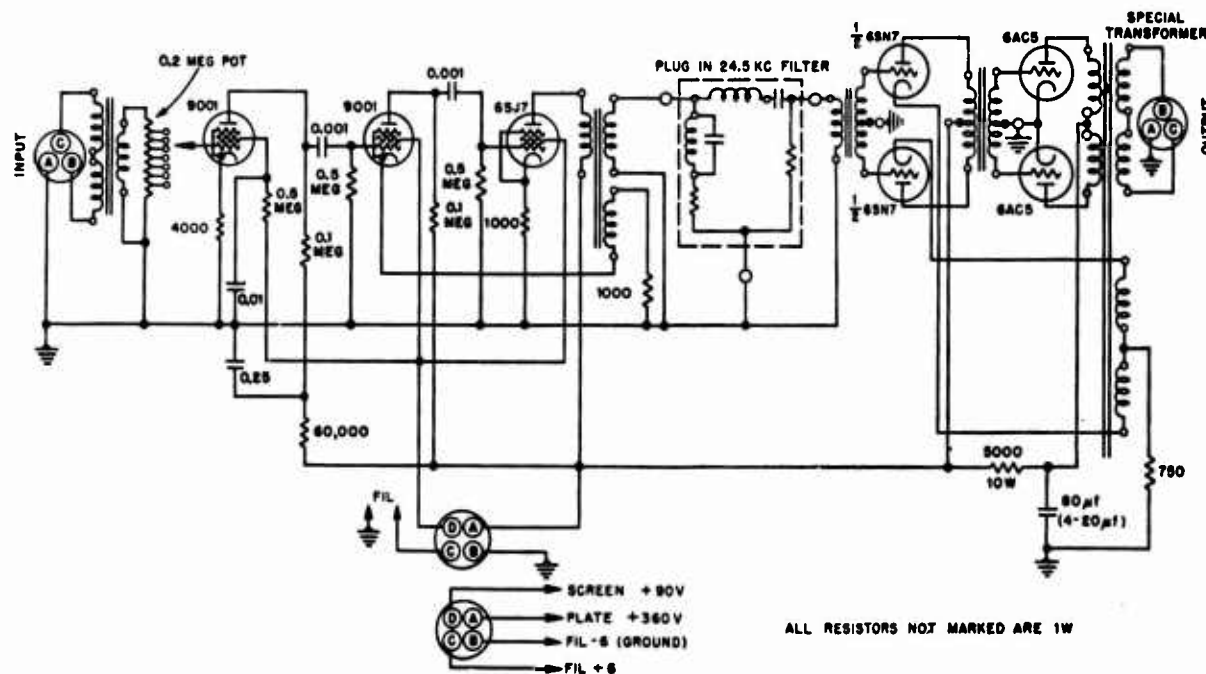 SPECIAL
TRANSFORMER
1/2 6SN7
6AC5
0.2 MEG POT
PLUG IN 24.5 KC FILTER
0.001
9001
9001
6SJ7
0.001
INPUT
C
A B
B
A C
OUTPUT
0.5
MEG
0.5
MEG
0.5
MEG
1/2 6SN7
6AC5
4000
0.1
MEG
0.1
MEG
1000
0.01
1000
0.25
60,000
5000
10W
750
80µf
(4-20µf)
FIL
D A
C B
SCREEN +90V
D A
PLATE +360V
C B
FIL-6 (GROUND)
FIL +6
ALL RESISTORS NOT MARKED ARE 1W